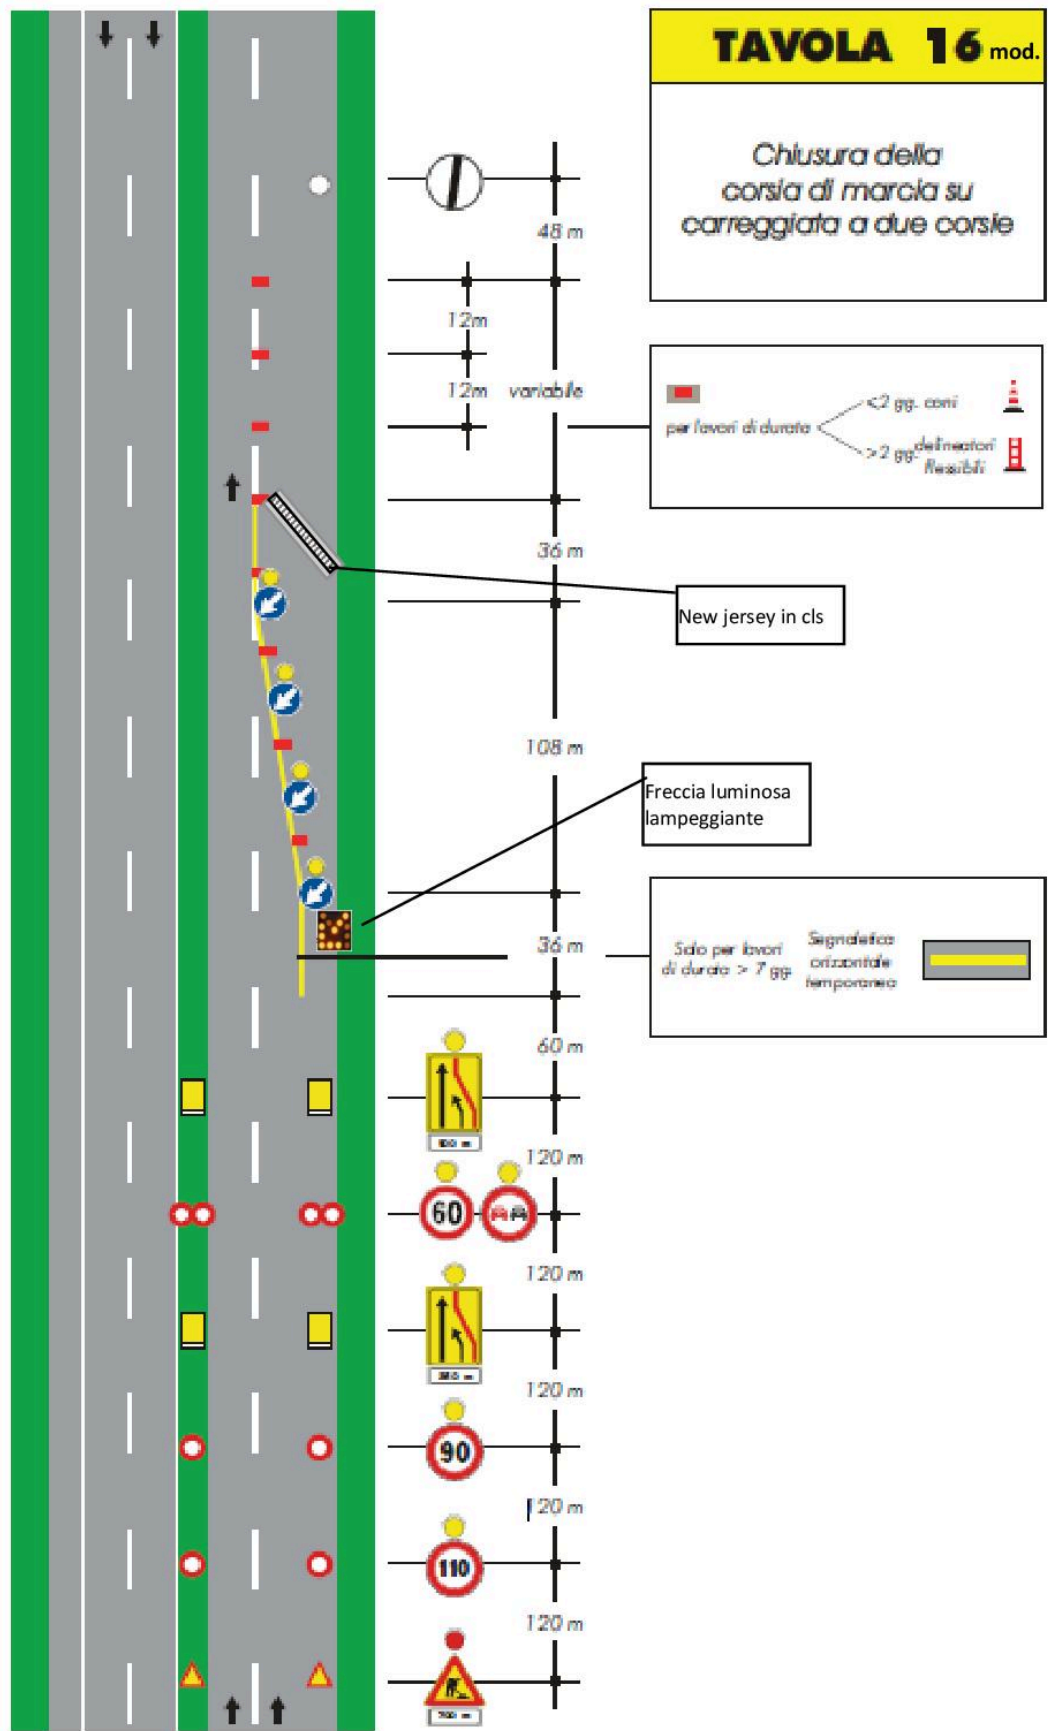 TAVOLA 16 mod.
Chiusura della
corsia di marcia su
carreggiata a due corsie
48 m
12m
12m variabile
per lavori di durata
<2 gg. coni
>2 gg. delineatori
flessibili
36 m
New jersey in cls
108 m
Freccia luminosa
lampeggiante
36 m
Solo per lavori
di durata > 7 gg.
Segnaletica
orizzontale
temporanea
60 m
120 m
60
120 m
120 m
90
120 m
110
120 m
700 m